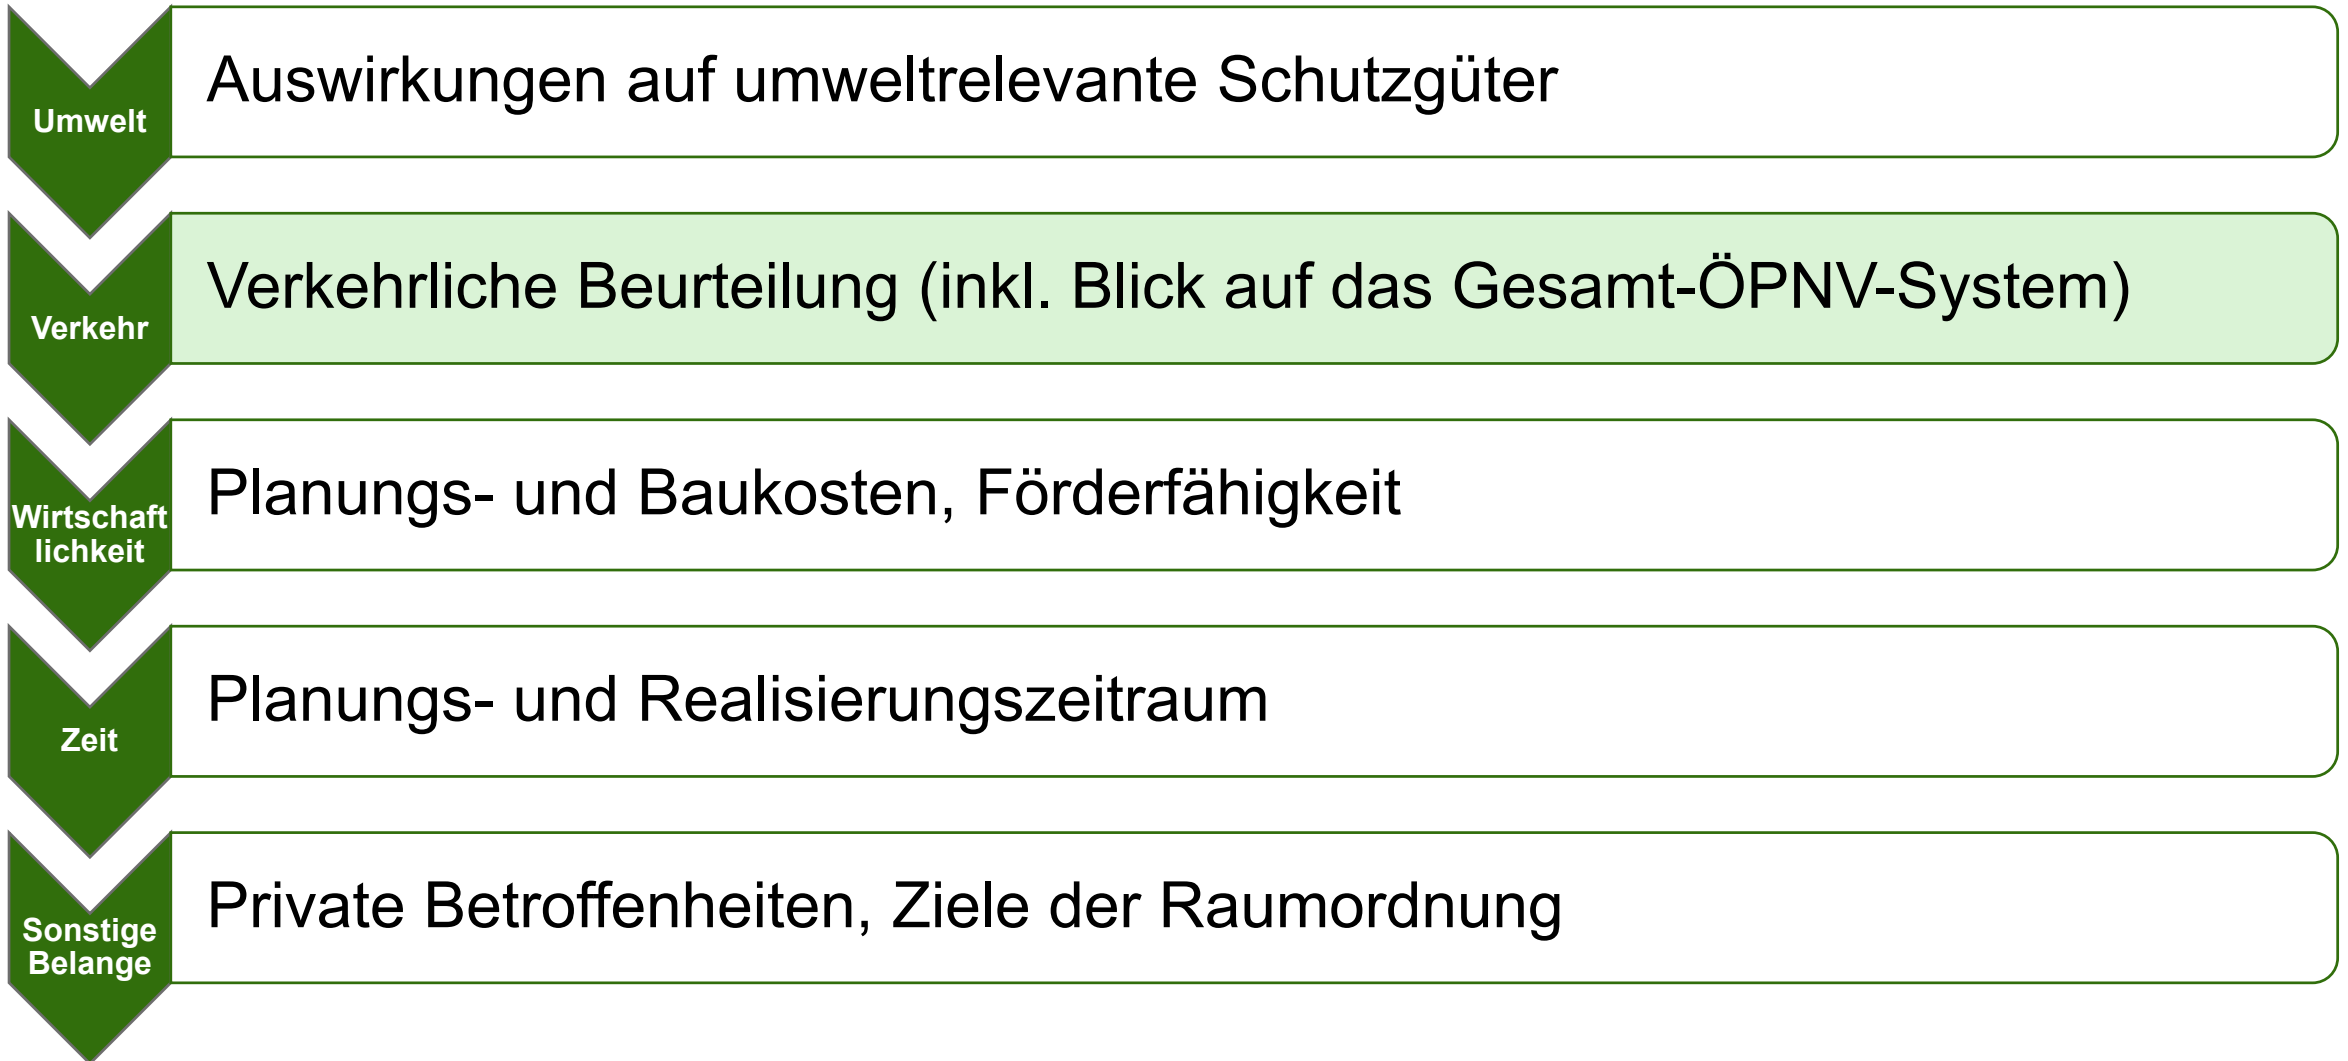 Umwelt
Auswirkungen auf umweltrelevante Schutzgüter
Verkehr
Verkehrliche Beurteilung (inkl. Blick auf das Gesamt-ÖPNV-System)
Wirtschaft
lichkeit
Planungs- und Baukosten, Förderfähigkeit
Zeit
Planungs- und Realisierungszeitraum
Sonstige
Belange
Private Betroffenheiten, Ziele der Raumordnung